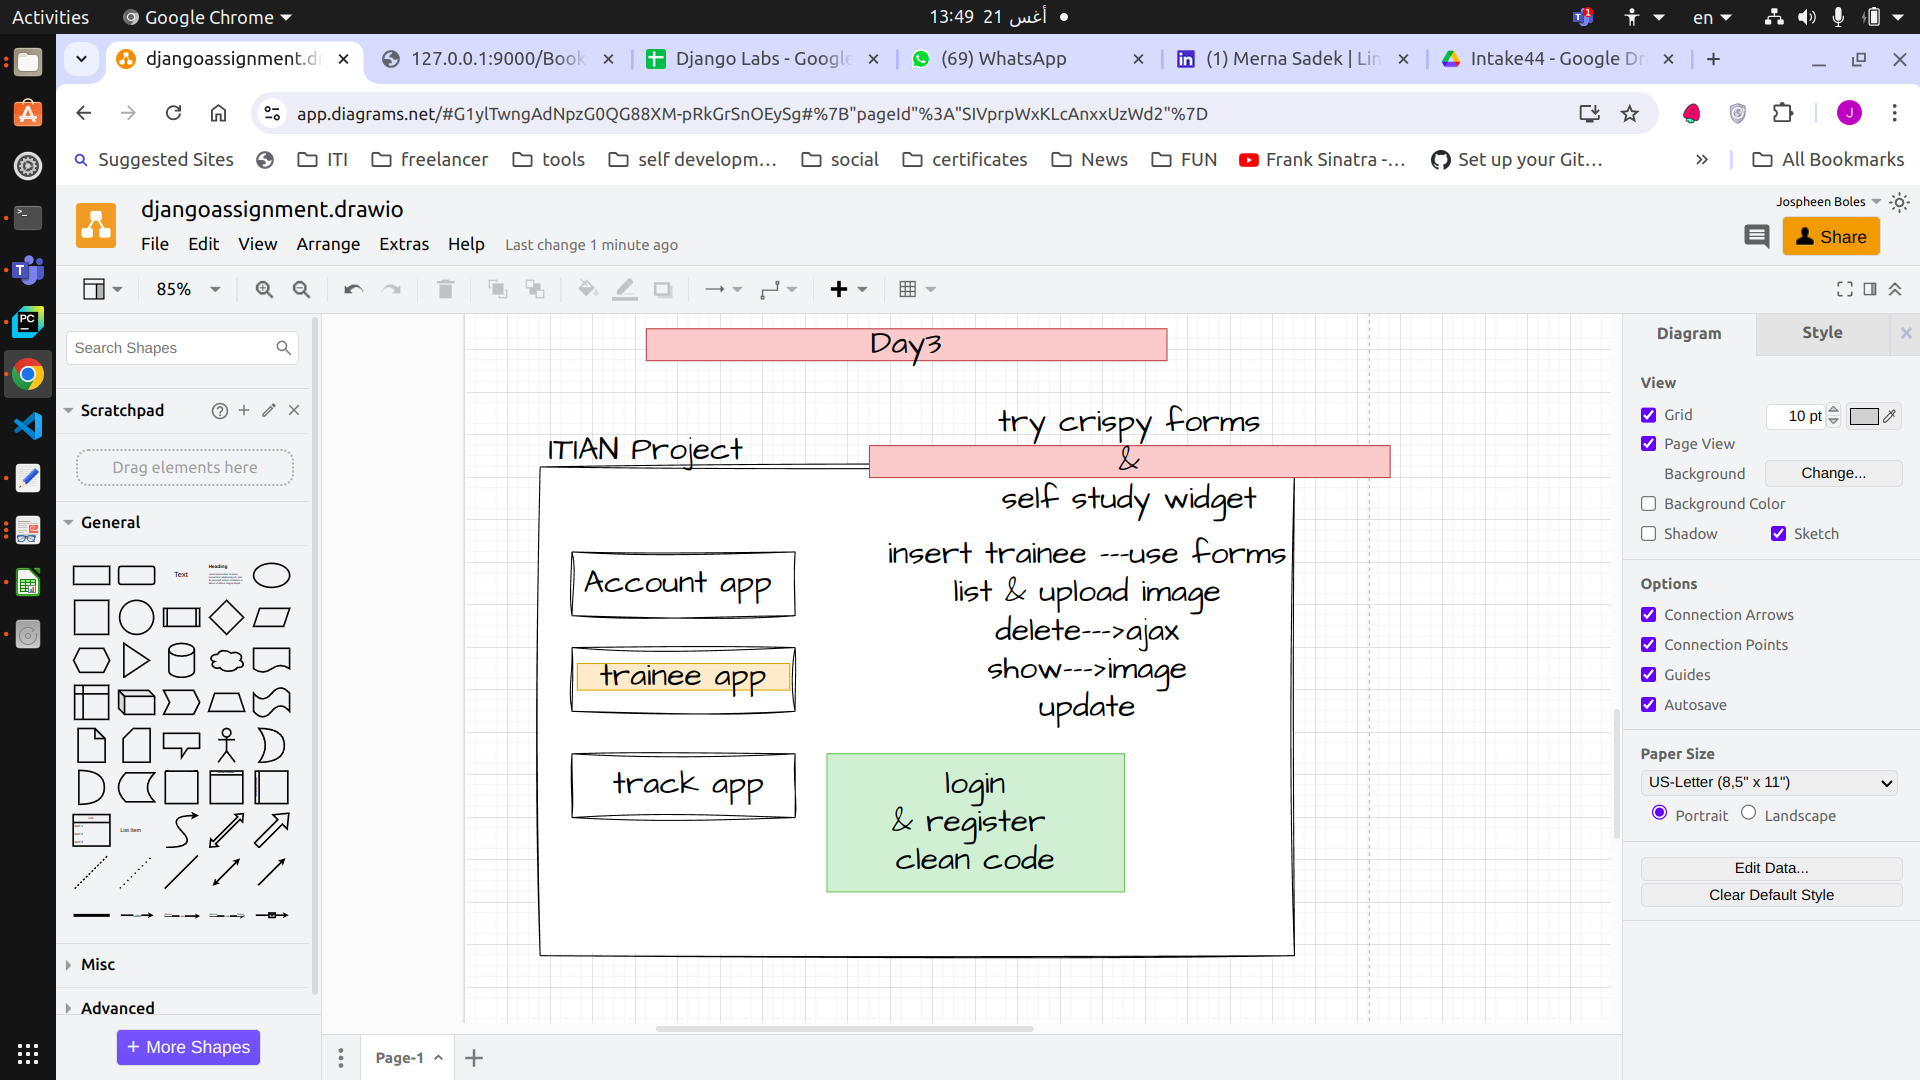 Activities
Google Chrome
13:49 21 أغس
1
en
djangoassignment.dr
127.0.0.1:9000/Book
Django Labs - Google
(69) WhatsApp
(1) Merna Sadek | Lin
Intake44 - Google Dr
app.diagrams.net/#G1ylTwngAdNpzG0QG88XM-pRkGrSnOEySg#%7B"pageId"%3A"SIVprpWxKLcAnxxUzWd2"%7D
J
Suggested Sites
ITI
freelancer
tools
self developm...
social
certificates
News
FUN
Frank Sinatra -...
Set up your Git...
All Bookmarks
djangoassignment.drawio
Jospheen Boles
File Edit View Arrange Extras Help
Last change 1 minute ago
Share
85%
Search Shapes
Scratchpad
Drag elements here
General
Text
Heading
List
List Item
Misc
Advanced
+ More Shapes
Day3
try crispy forms
&
self study widget
ITIAN Project
Account app
trainee app
track app
insert trainee ---use forms
list & upload image
delete--->ajax
show--->image
update
login
& register
clean code
Page-1
Diagram
Style
View
Grid
10 pt
Page View
Background
Change...
Background Color
Shadow
Sketch
Options
Connection Arrows
Connection Points
Guides
Autosave
Paper Size
US-Letter (8,5" x 11")
Portrait
Landscape
Edit Data...
Clear Default Style